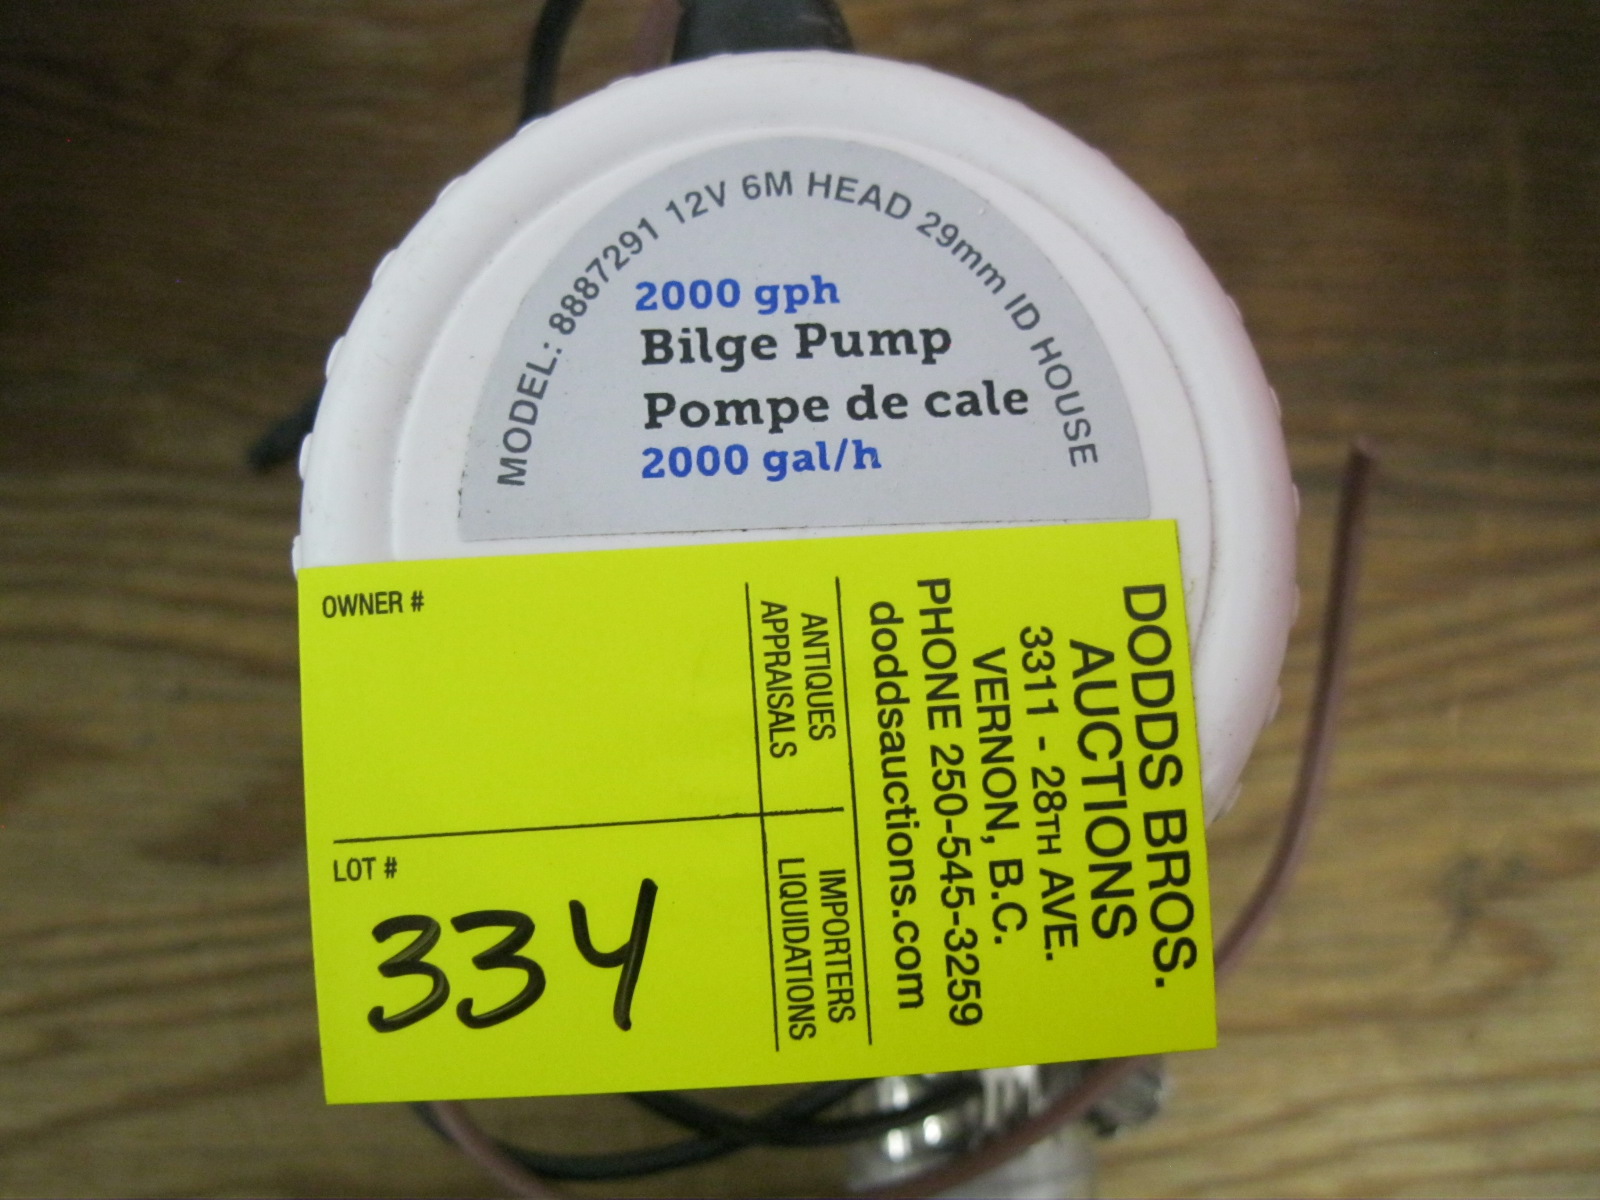 MODEL: 8887291 12V 6M HEAD 29mm ID HOUSE
2000 gph
Bilge Pump
Pompe de cale
2000 gal/h
OWNER #
LOT #
334
ANTIQUES
APPRAISALS
IMPORTERS
LIQUIDATIONS
DODDS BROS.
AUCTIONS
3311 - 28TH AVE.
VERNON, B.C.
PHONE 250-545-3259
doddsauctions.com